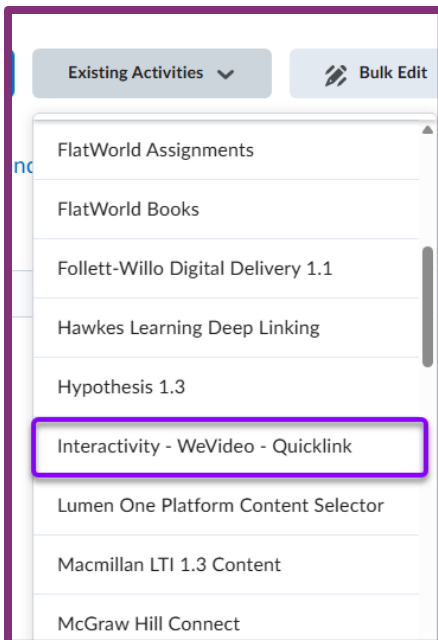 Existing Activities
Bulk Edit
FlatWorld Assignments
FlatWorld Books
Follett-Willo Digital Delivery 1.1
Hawkes Learning Deep Linking
Hypothesis 1.3
Interactivity - WeVideo - Quicklink
Lumen One Platform Content Selector
Macmillan LTI 1.3 Content
McGraw Hill Connect